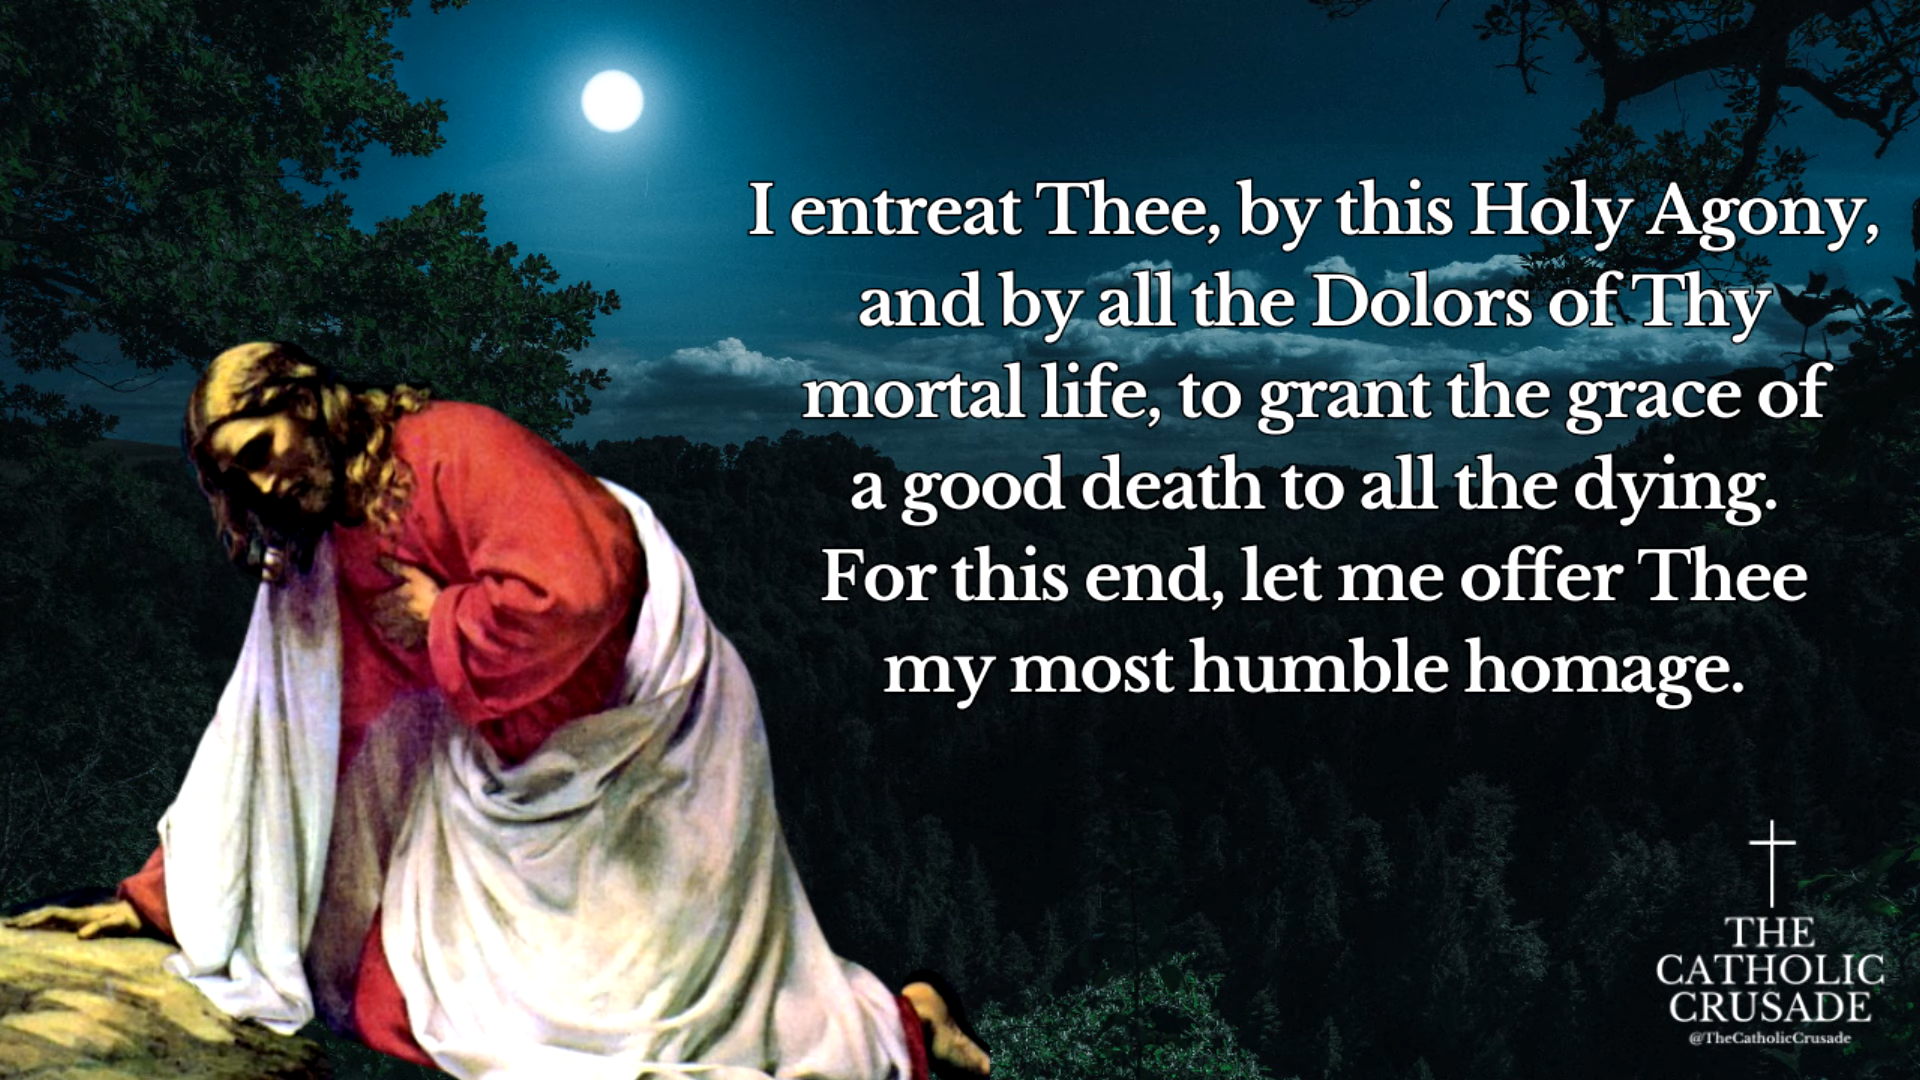 I entreat Thee, by this Holy Agony,
and by all the Dolors of Thy
mortal life, to grant the grace of
a good death to all the dying.
For this end, let me offer Thee
my most humble homage.
THE
CATHOLIC
CRUSADE
@TheCatholicCrusade